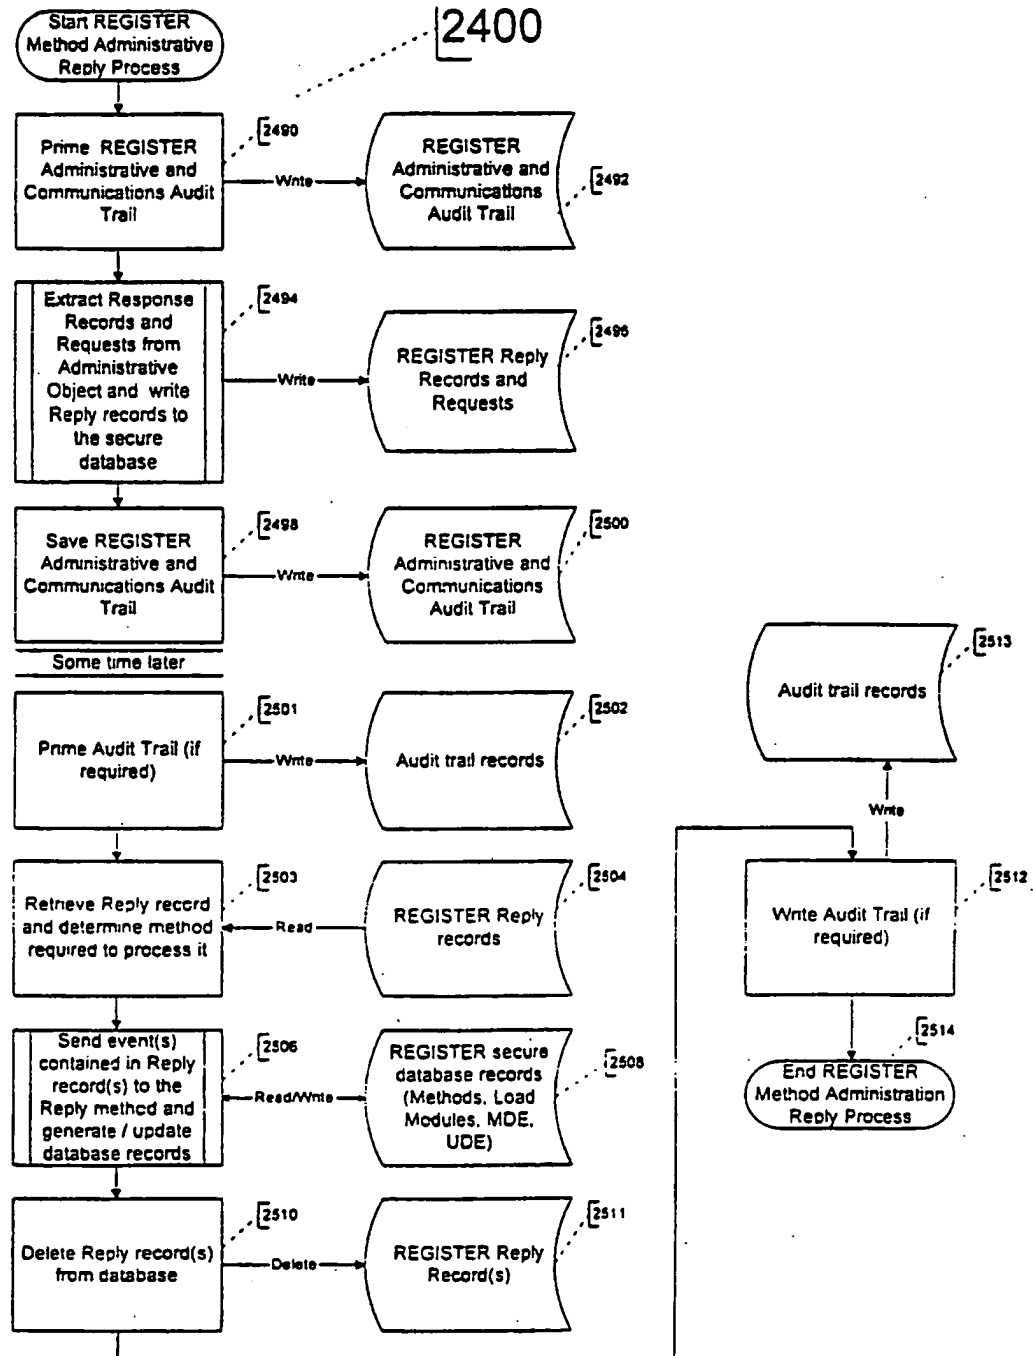 Start REGISTER
Method Administrative
Reply Process
2400
Prime REGISTER
Administrative and
Communications Audit
Trail
2490
Write
REGISTER
Administrative and
Communications
Audit Trail
2492
Extract Response
Records and
Requests from
Administrative
Object and write
Reply records to
the secure
database
2494
Write
REGISTER Reply
Records and
Requests
2496
Save REGISTER
Administrative and
Communications Audit
Trail
2498
Write
REGISTER
Administrative and
Communications
Audit Trail
2500
Some time later
Prime Audit Trail (if
required)
2501
Write
Audit trail records
2502
Retrieve Reply record
and determine method
required to process it
2503
Read
REGISTER Reply
records
2504
Send event(s)
contained in Reply
record(s) to the
Reply method and
generate / update
database records
2506
Read/Write
REGISTER secure
database records
(Methods, Load
Modules, MDE,
UDE)
2508
Delete Reply record(s)
from database
2510
Delete
REGISTER Reply
Record(s)
2511
Audit trail records
2513
Write
Write Audit Trail (if
required)
2512
2514
End REGISTER
Method Administration
Reply Process